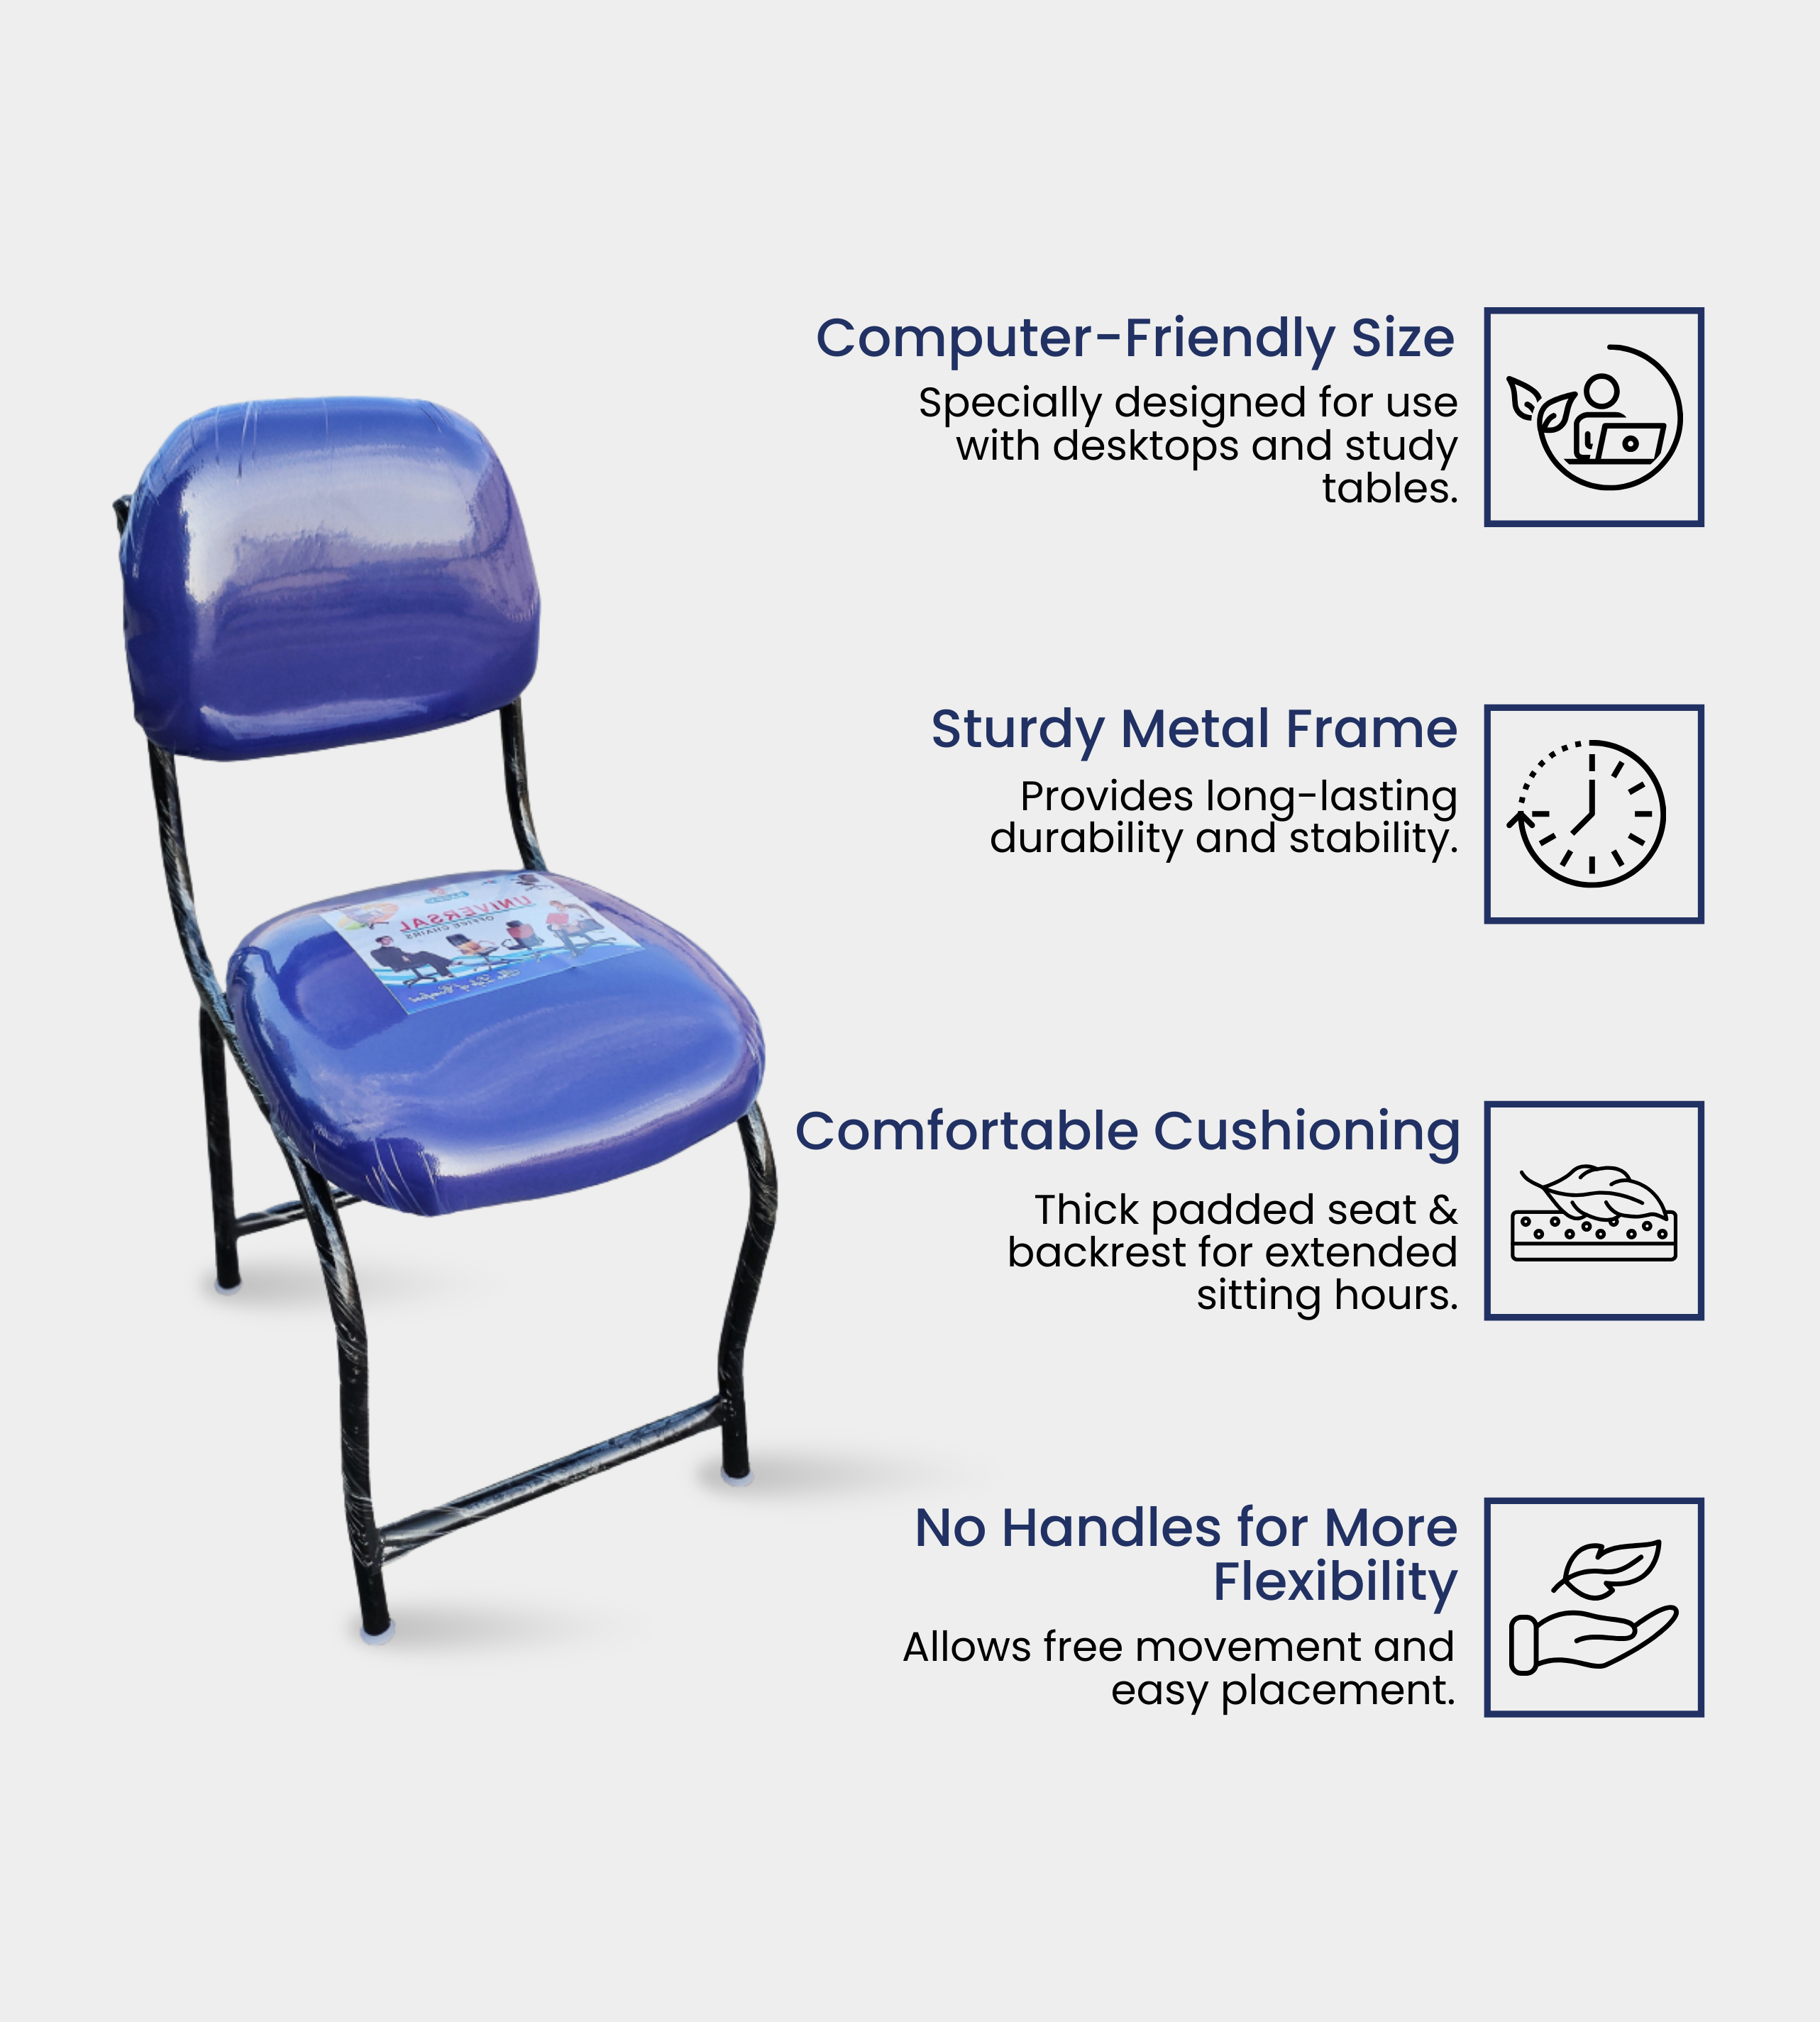 Computer-Friendly Size
Specially designed for use
with desktops and study
tables.
Sturdy Metal Frame
Provides long-lasting
durability and stability.
UNIVERSAL
OFFICE CHAIRS
Comfortable Cushioning
Thick padded seat &
backrest for extended
sitting hours.
No Handles for More
Flexibility
Allows free movement and
easy placement.